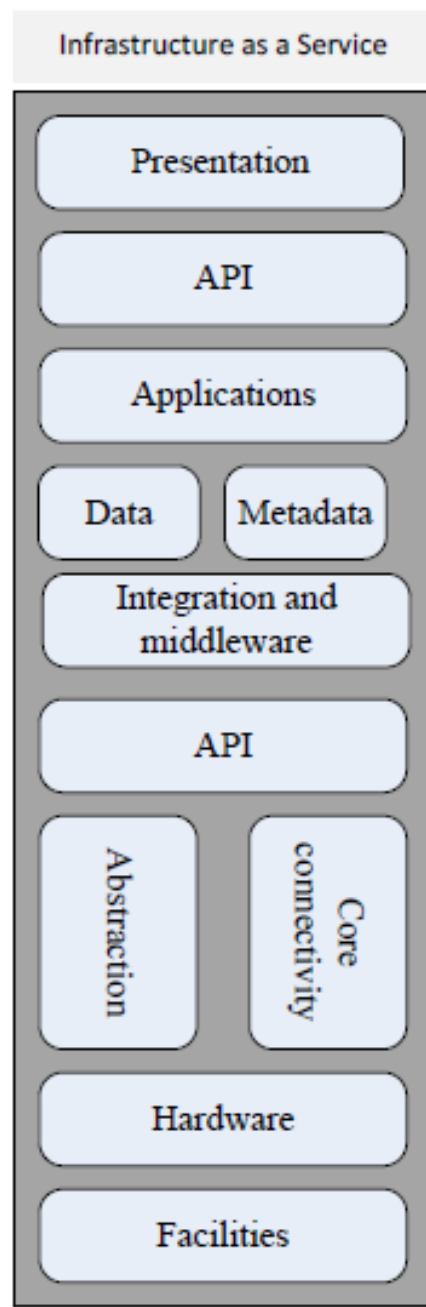 Infrastructure as a Service
Presentation
API
Applications
Data
Metadata
Integration and
middleware
API
Abstraction
Core
connectivity
Hardware
Facilities